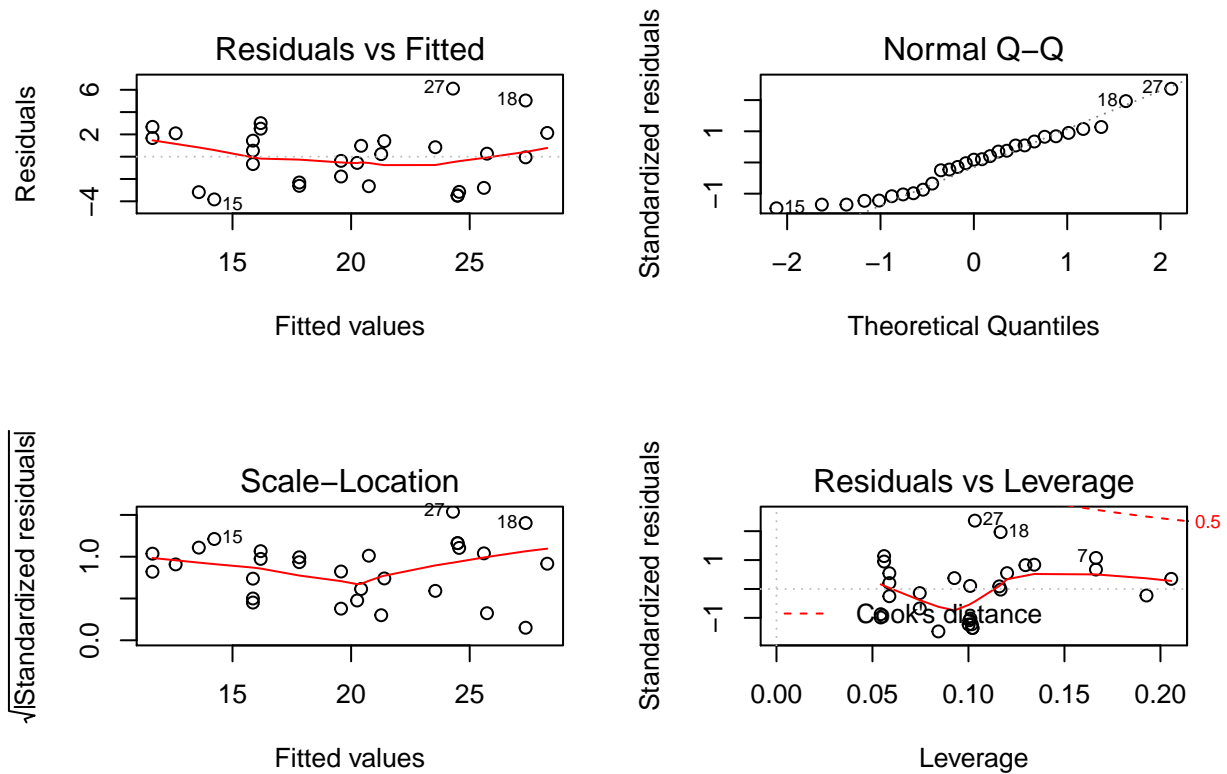 Residuals vs Fitted
Residuals
6
2
−4
27
18
15
15
20
25
Fitted values
Normal Q−Q
Standardized residuals
1
−1
27
18
15
−2
−1
0
1
2
Theoretical Quantiles
Scale−Location
√|Standardized residuals|
1.0
0.0
27
18
15
15
20
25
Fitted values
Residuals vs Leverage
Standardized residuals
1
−1
27
18
7
0.5
Cook's distance
0.00
0.05
0.10
0.15
0.20
Leverage